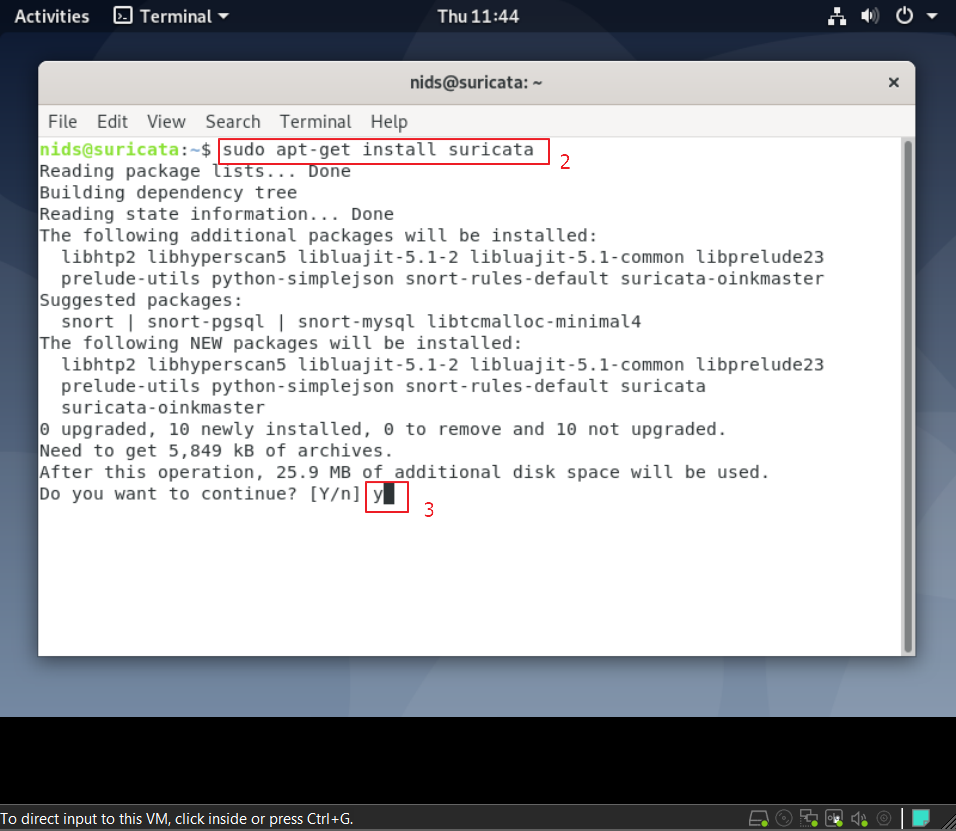 Activities Terminal Thu 11:44
nids@suricata: ~
File Edit View Search Terminal Help
nids@suricata:~$ sudo apt-get install suricata
2
Reading package lists... Done
Building dependency tree
Reading state information... Done
The following additional packages will be installed:
libhtp2 libhyperscan5 libluajit-5.1-2 libluajit-5.1-common libprelude23
prelude-utils python-simplejson snort-rules-default suricata-oinkmaster
Suggested packages:
snort | snort-pgsql | snort-mysql libtcmalloc-minimal4
The following NEW packages will be installed:
libhtp2 libhyperscan5 libluajit-5.1-2 libluajit-5.1-common libprelude23
prelude-utils python-simplejson snort-rules-default suricata
suricata-oinkmaster
0 upgraded, 10 newly installed, 0 to remove and 10 not upgraded.
Need to get 5,849 kB of archives.
After this operation, 25.9 MB of additional disk space will be used.
Do you want to continue? [Y/n] y
3
To direct input to this VM, click inside or press Ctrl+G.